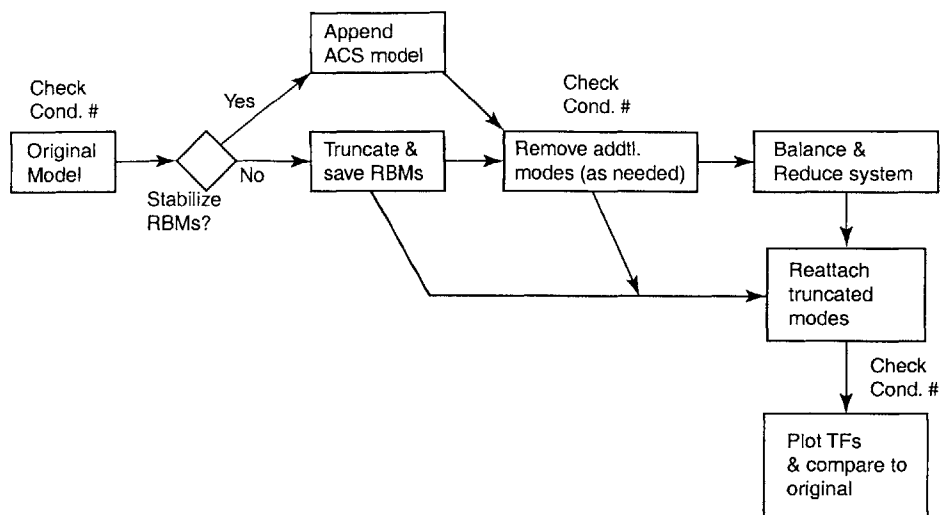 Append
ACS model
Check
Cond. #
Yes
Check
Cond. #
Original
Model
No
Stabilize
RBMs?
Truncate &
save RBMs
Remove addtl.
modes (as needed)
Balance &
Reduce system
Reattach
truncated
modes
Check
Cond. #
Plot TFs
& compare to
original